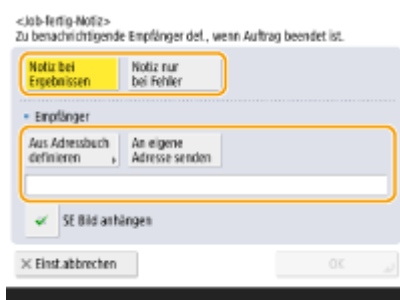 <Job-Fertig-Notiz>
Zu benachrichtigende Empfänger def., wenn Auftrag beendet ist.
Notiz bei
Ergebnissen
Notiz nur
bei Fehler
Empfänger
Aus Adressbuch
definieren
An eigene
Adresse senden
SE Bild anhängen
× Einst.abbrechen
OK